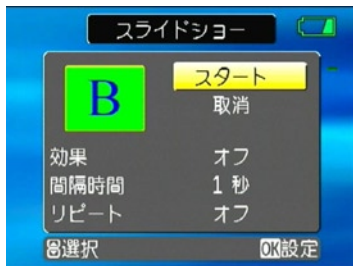 スライドショー
B
スタート
取消
効果 オフ
間隔時間 1 秒
リピート オフ
選択 OK設定